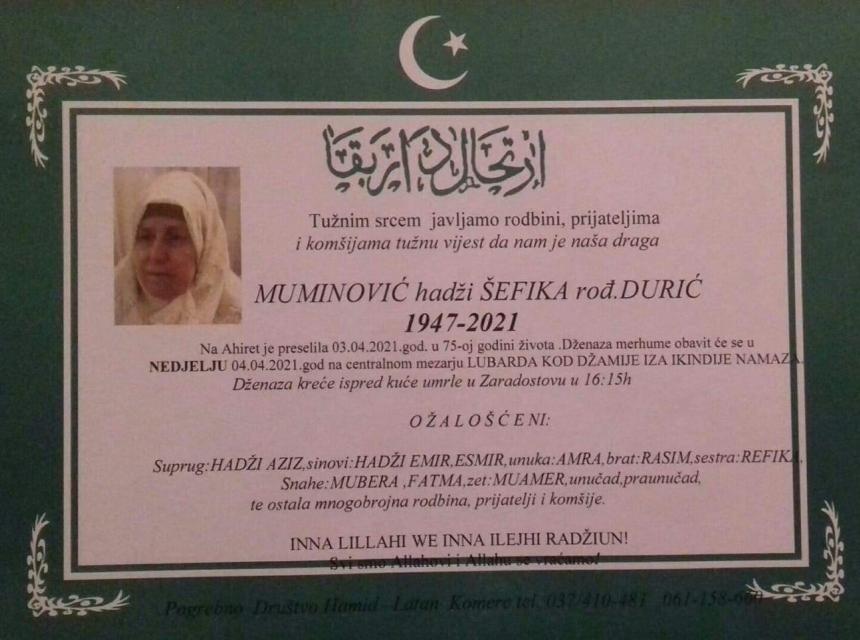 Tužnim srcem javljamo rodbini, prijateljima
i komšijama tužnu vijest da nam je naša draga
MUMINOVIĆ hadži ŠEFIKA rođ.DURIĆ
1947-2021
Na Ahiret je preselila 03.04.2021.god. u 75-oj godini života .Dženaza merhume obavit će se u
NEDJELJU 04.04.2021.god na centralnom mezarju LUBARDA KOD DŽAMIJE IZA IKINDIJE NAMAZA.
Dženaza kreće ispred kuće umrle u Zaradostovu u 16:15h
OŽALOŠĆENI:
Suprug:HADŽI AZIZ,sinovi:HADŽI EMIR,ESMIR,unuka:AMRA,brat:RASIM,sestra:REFIKA,
Snahe:MUBERA ,FATMA,zet:MUAMER,unučad,praunučad,
te ostala mnogobrojna rodbina, prijatelji i komšije.
INNA LILLAHI WE INNA ILEJHI RADŽIUN!
Svi smo Allahovi i Allahu se vraćamo!
Pogrebno Društvo Hamid - Latan Komere tel. 037/410-481 061-158-660